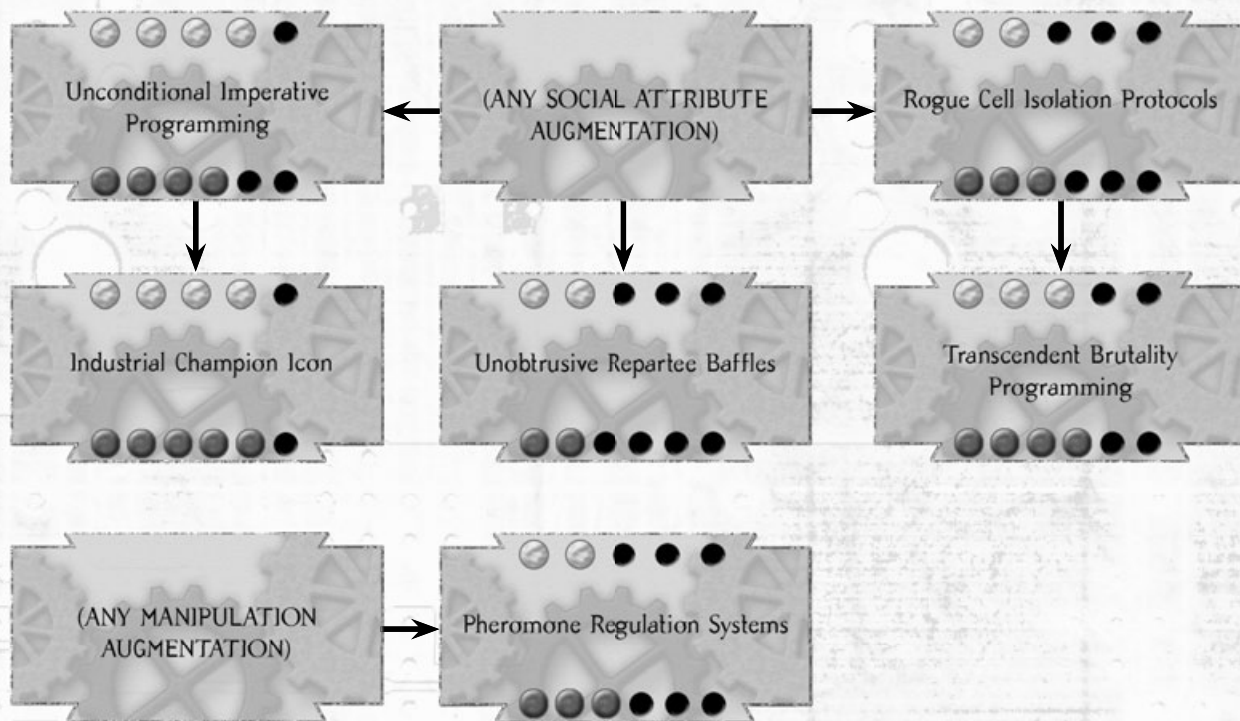 Unconditional Imperative
Programming
(ANY SOCIAL ATTRIBUTE
AUGMENTATION)
Rogue Cell Isolation Protocols
Industrial Champion Icon
Unobtrusive Repartee Baffles
Transcendent Brutality
Programming
(ANY MANIPULATION
AUGMENTATION)
Pheromone Regulation Systems